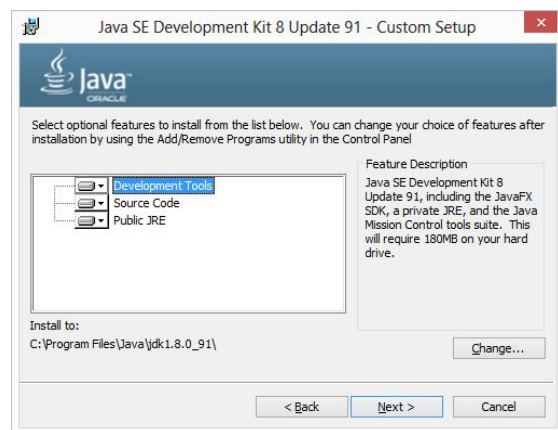 Java SE Development Kit 8 Update 91 - Custom Setup
Java™
ORACLE
Select optional features to install from the list below. You can change your choice of features after
installation by using the Add/Remove Programs utility in the Control Panel
Development Tools
Source Code
Public JRE
Feature Description
Java SE Development Kit 8
Update 91, including the JavaFX
SDK, a private JRE, and the Java
Mission Control tools suite. This
will require 180MB on your hard
drive.
Install to:
C:\Program Files\Java\jdk1.8.0_91\
Change...
< Back
Next >
Cancel